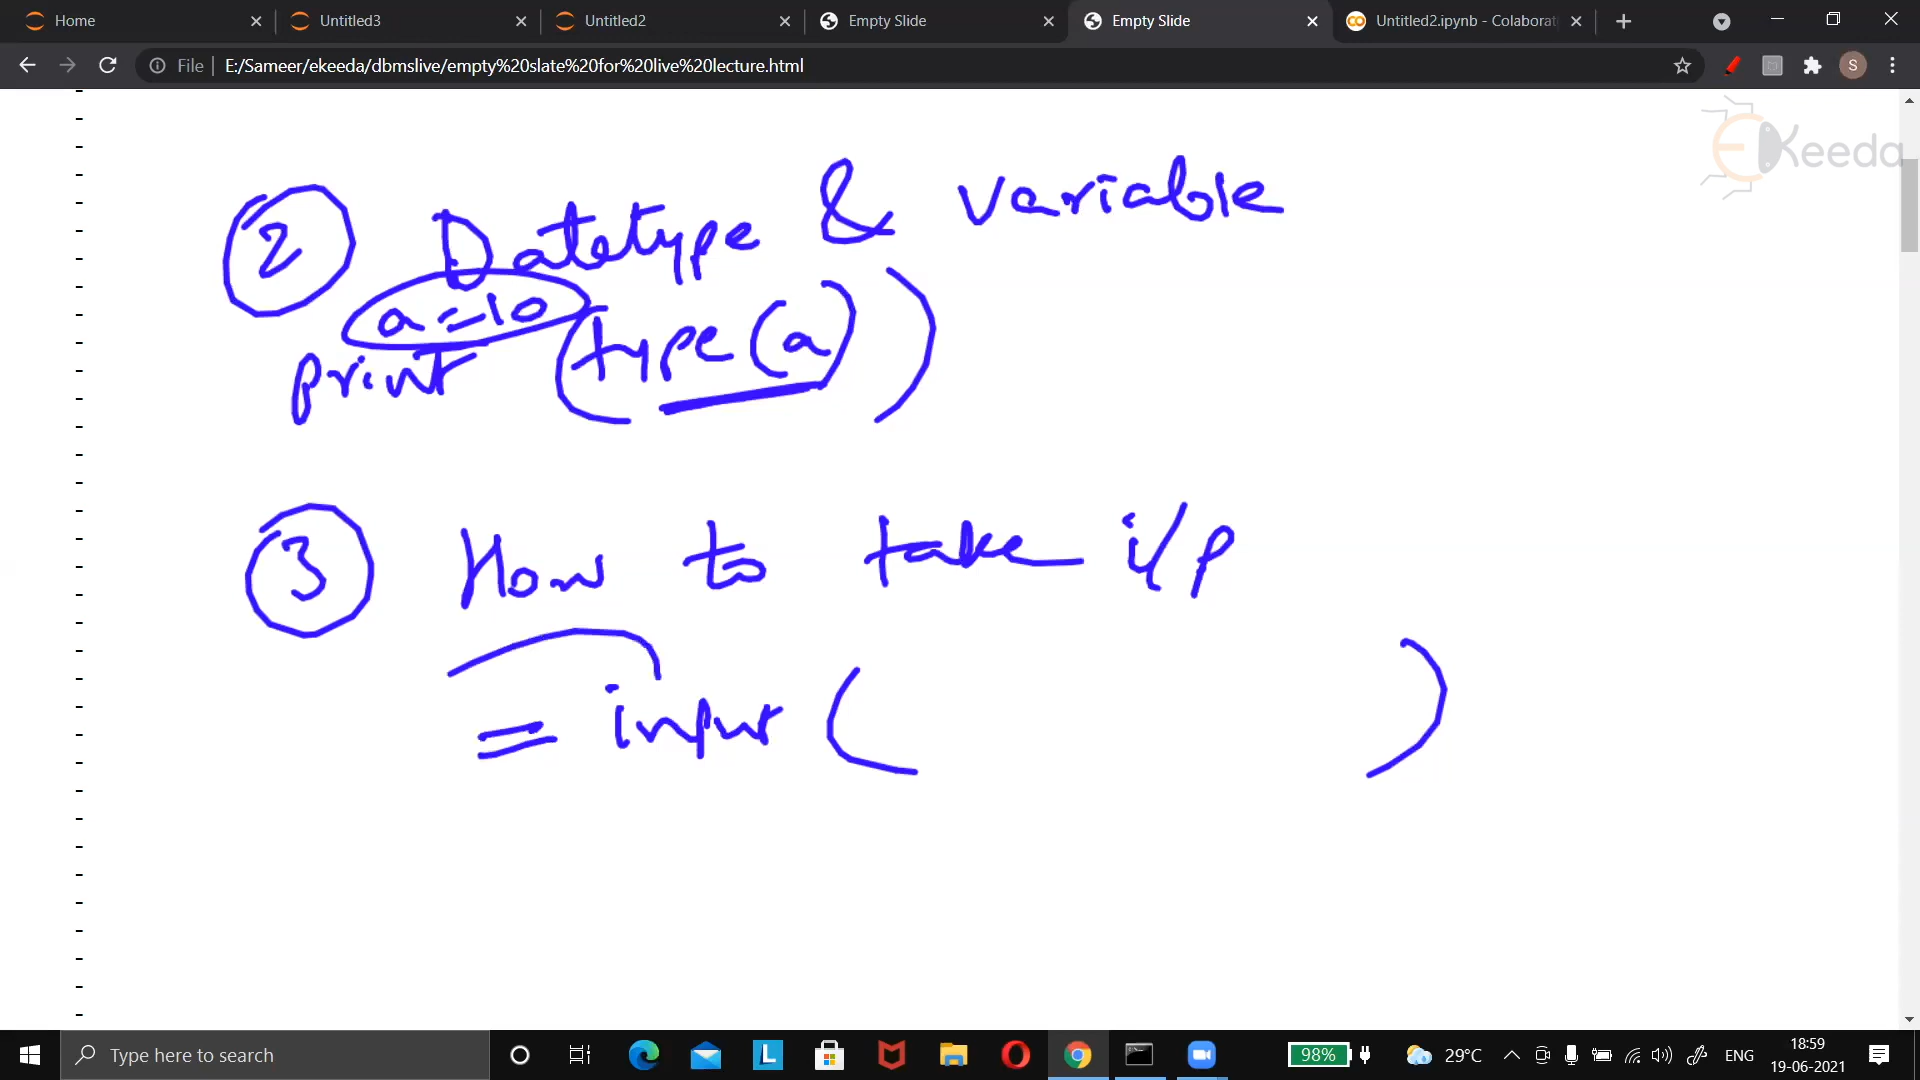 Home
Untitled3
Untitled2
Empty Slide
Empty Slide
Untitled2.ipynb - Colaborat
File E:/Sameer/ekeeda/dbmslive/empty%20slate%20for%20live%20lecture.html
S
EKeeda
2 Datatype & variable
a=10
print (type(a))
3 How to take i/p
= input ( )
Type here to search
L
98%
29°C
ENG
18:59
19-06-2021